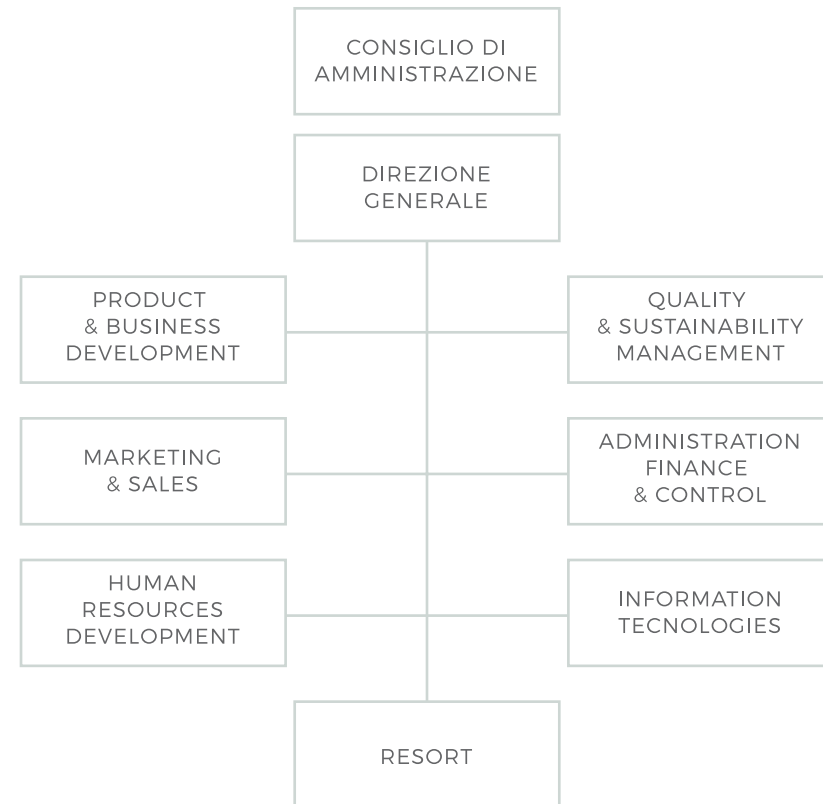 CONSIGLIO DI
AMMINISTRAZIONE
DIREZIONE
GENERALE
PRODUCT
& BUSINESS
DEVELOPMENT
QUALITY
& SUSTAINABILITY
MANAGEMENT
MARKETING
& SALES
ADMINISTRATION
FINANCE
& CONTROL
HUMAN
RESOURCES
DEVELOPMENT
INFORMATION
TECNOLOGIES
RESORT